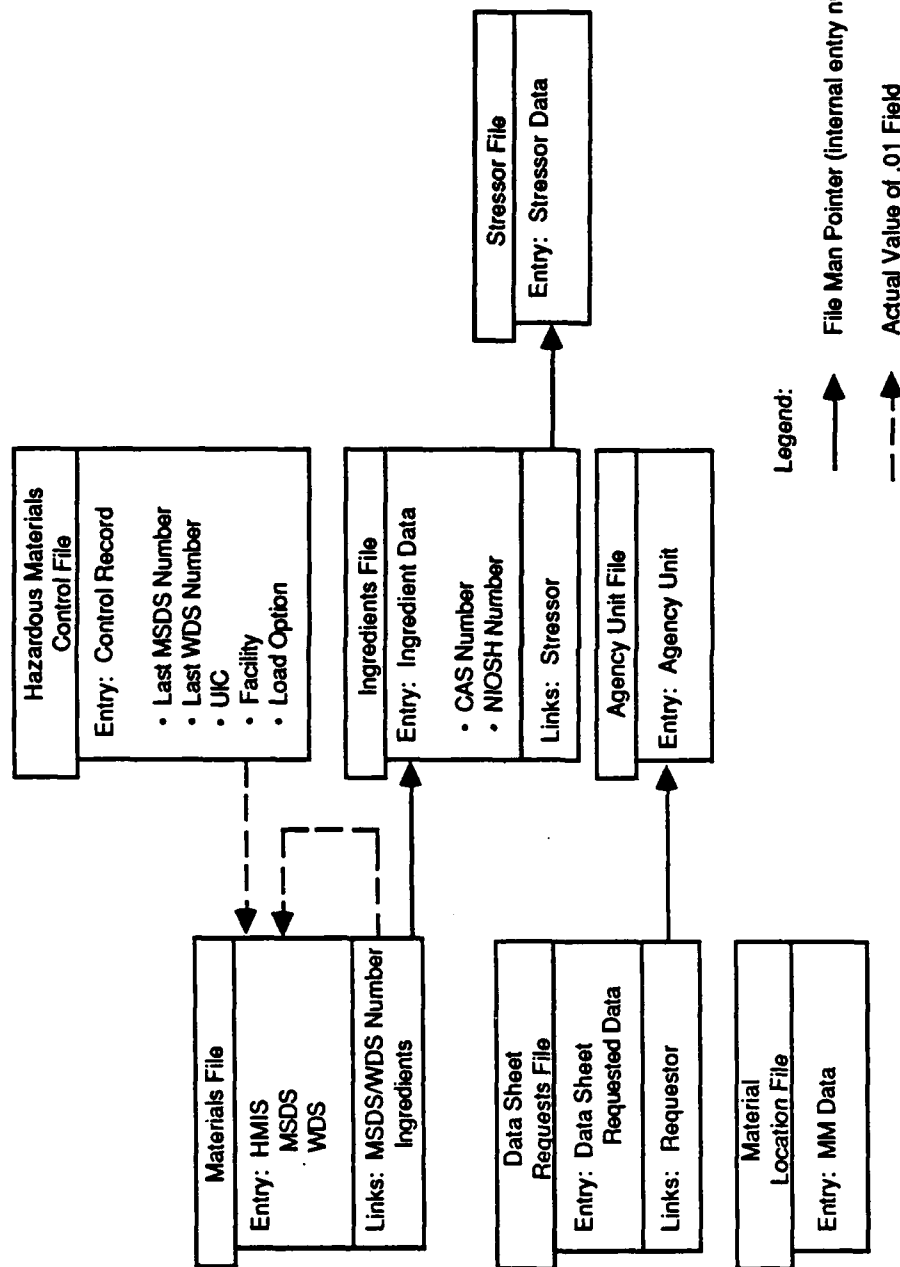 Materials File
Entry: HMIS
MSDS
WDS
Links: MSDS/WDS Number
Ingredients
Hazardous Materials
Control File
Entry: Control Record
• Last MSDS Number
• Last WDS Number
• UIC
• Facility
• Load Option
Ingredients File
Entry: Ingredient Data
• CAS Number
• NIOSH Number
Links: Stressor
Stressor File
Entry: Stressor Data
Data Sheet
Requests File
Entry: Data Sheet
Requested Data
Links: Requestor
Agency Unit File
Entry: Agency Unit
Material
Location File
Entry: MM Data
Legend:
File Man Pointer (internal entry
Actual Value of .01 Field